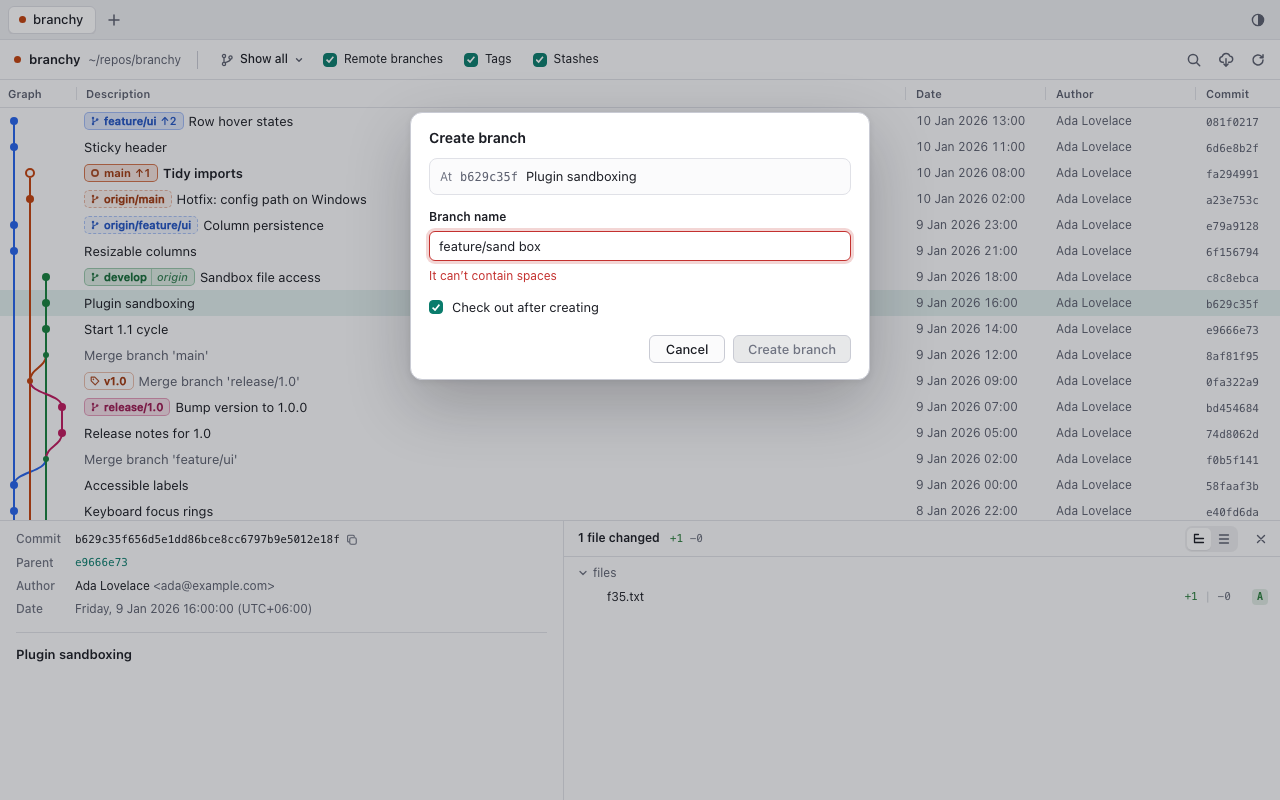 branchy
branchy ~/repos/branchy Show all Remote branches Tags Stashes
Graph Description Date Author Commit
feature/ui ↑2 Row hover states 10 Jan 2026 13:00 Ada Lovelace 081f0217
Sticky header 10 Jan 2026 11:00 Ada Lovelace 6d6e8b2f
main ↑1 Tidy imports 10 Jan 2026 08:00 Ada Lovelace fa294991
origin/main Hotfix: config path on Windows 10 Jan 2026 02:00 Ada Lovelace a23e753c
origin/feature/ui Column persistence 9 Jan 2026 23:00 Ada Lovelace e79a9128
Resizable columns 9 Jan 2026 21:00 Ada Lovelace 6f156794
develop origin Sandbox file access 9 Jan 2026 18:00 Ada Lovelace c8c8ebca
Plugin sandboxing 9 Jan 2026 16:00 Ada Lovelace b629c35f
Start 1.1 cycle 9 Jan 2026 14:00 Ada Lovelace e9666e73
Merge branch 'main' 9 Jan 2026 12:00 Ada Lovelace 8af81f95
v1.0 Merge branch 'release/1.0' 9 Jan 2026 09:00 Ada Lovelace 0fa322a9
release/1.0 Bump version to 1.0.0 9 Jan 2026 07:00 Ada Lovelace bd454684
Release notes for 1.0 9 Jan 2026 05:00 Ada Lovelace 74d8062d
Merge branch 'feature/ui' 9 Jan 2026 02:00 Ada Lovelace f0b5f141
Accessible labels 9 Jan 2026 00:00 Ada Lovelace 58faaf3b
Keyboard focus rings 8 Jan 2026 22:00 Ada Lovelace e40fd6da
Create branch
At b629c35f Plugin sandboxing
Branch name
feature/sand box
It can't contain spaces
Check out after creating
Cancel Create branch
Commit b629c35f656d5e1dd86bce8cc6797b9e5012e18f
Parent e9666e73
Author Ada Lovelace <ada@example.com>
Date Friday, 9 Jan 2026 16:00:00 (UTC+06:00)
Plugin sandboxing
1 file changed +1 −0
files
f35.txt +1 | −0 A